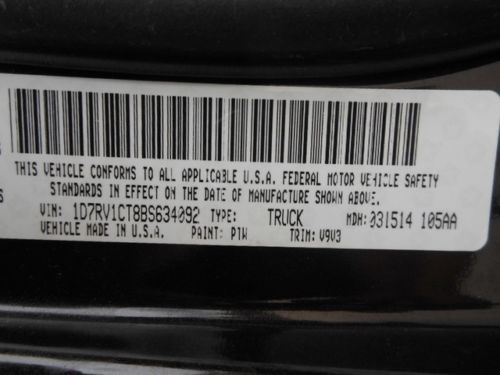 THIS VEHICLE CONFORMS TO ALL APPLICABLE U.S.A. FEDERAL MOTOR VEHICLE SAFETY
STANDARDS IN EFFECT ON THE DATE OF MANUFACTURE SHOWN ABOVE.
VIN: 1D7RV1CT8BS634092 TYPE: TRUCK MDH: 031514 105AA
VEHICLE MADE IN U.S.A. PAINT: PTW TRIM: V9V3